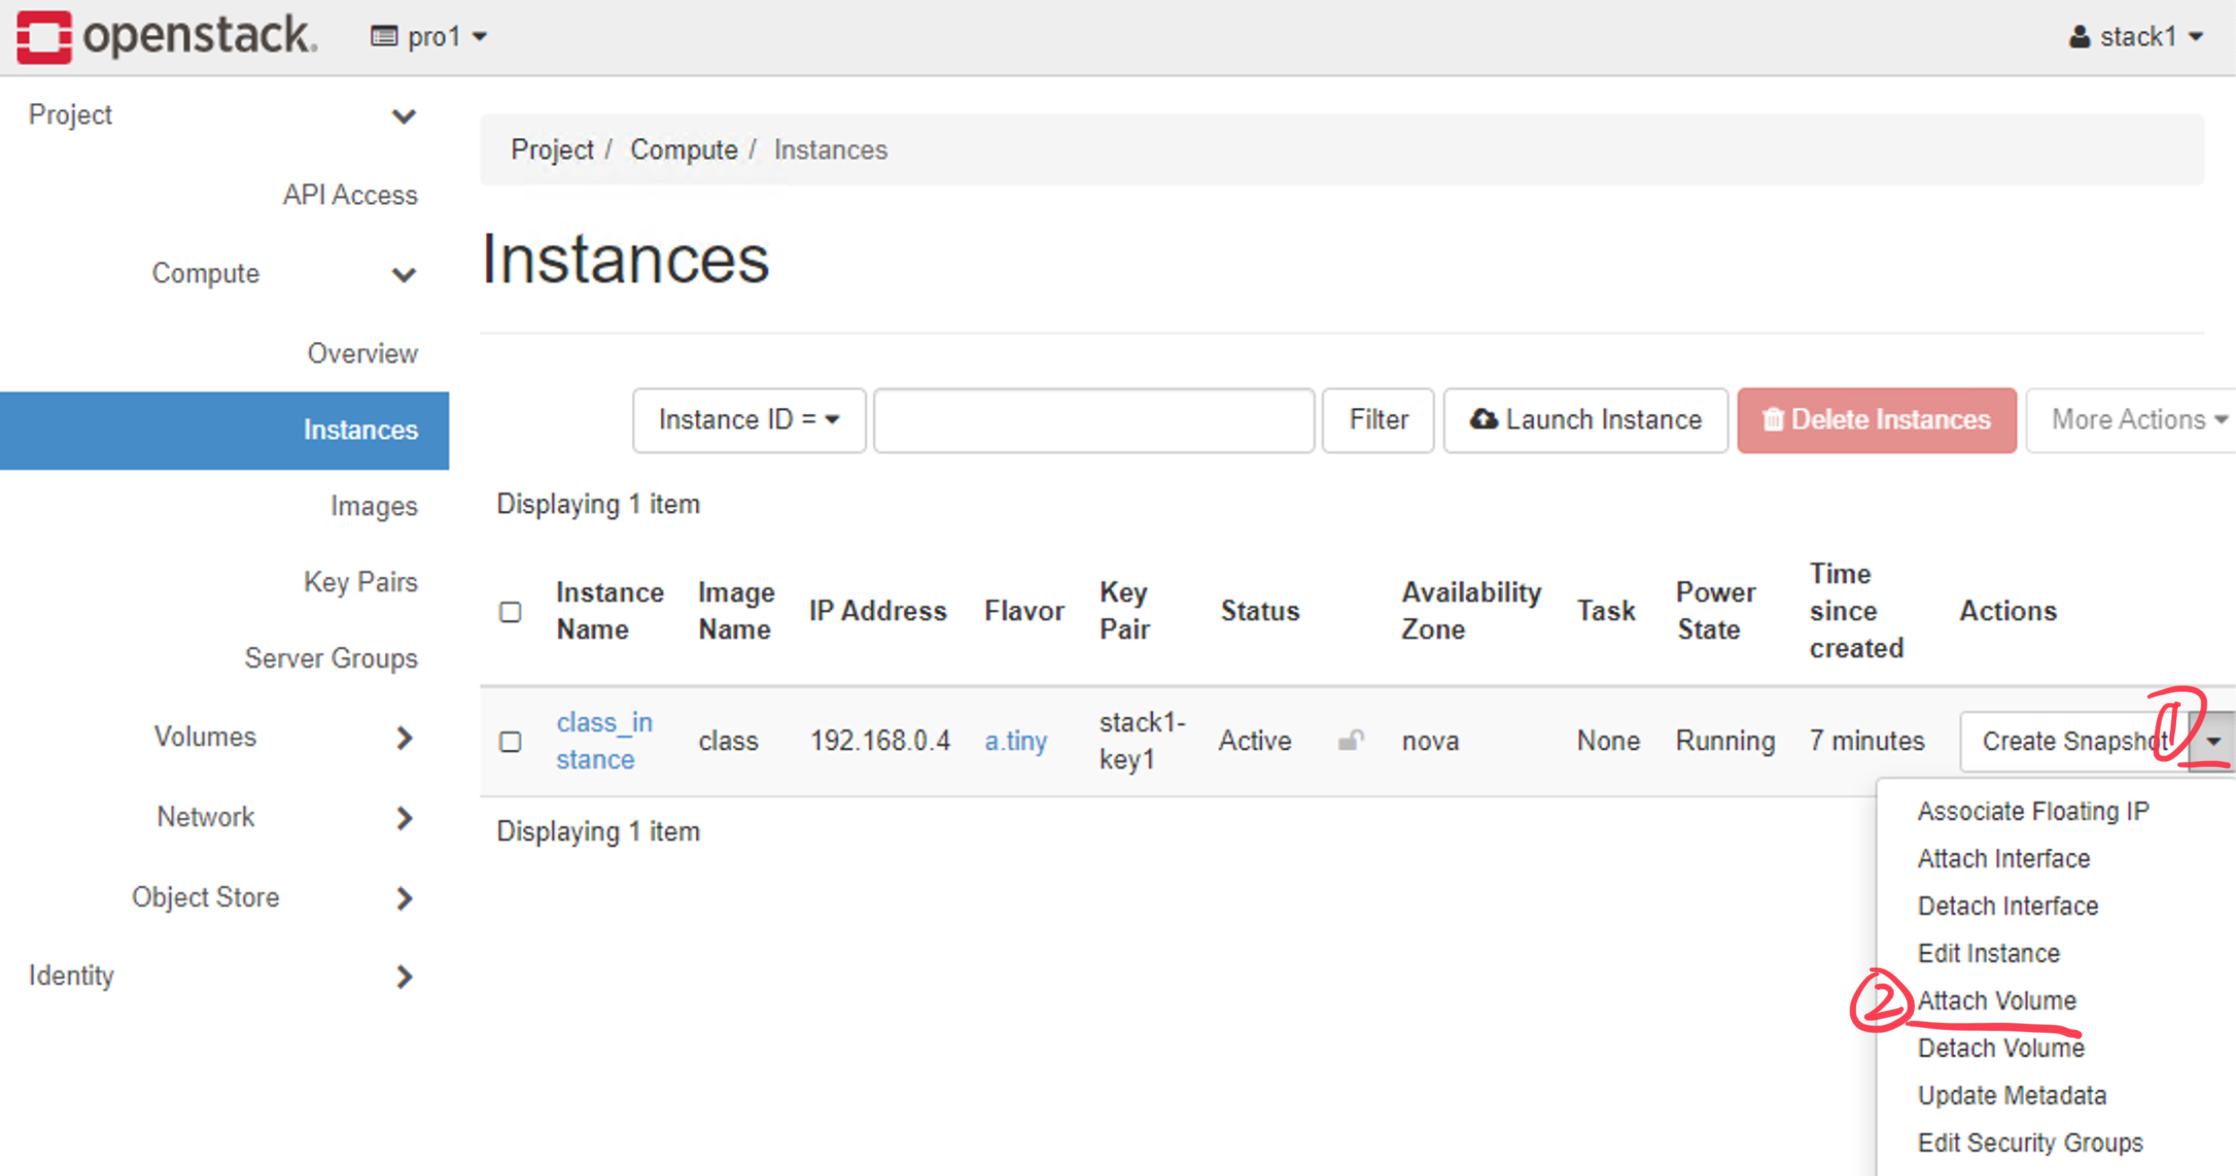 openstack. pro1 stack1
Project
API Access
Compute
Overview
Instances
Images
Key Pairs
Server Groups
Volumes
Network
Object Store
Identity
Project / Compute / Instances
Instances
Instance ID = Filter Launch Instance Delete Instances More Actions
Displaying 1 item
Instance Name Image Name IP Address Flavor Key Pair Status Availability Zone Task Power State Time since created Actions
class_instance class 192.168.0.4 a.tiny stack1-key1 Active nova None Running 7 minutes Create Snapshot ①
Displaying 1 item
Associate Floating IP
Attach Interface
Detach Interface
Edit Instance
② Attach Volume
Detach Volume
Update Metadata
Edit Security Groups